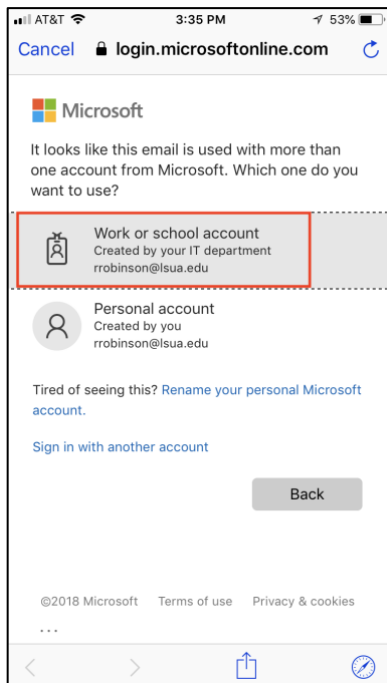 AT&T 3:35 PM 53%
Cancel login.microsoftonline.com
Microsoft
It looks like this email is used with more than
one account from Microsoft. Which one do you
want to use?
Work or school account
Created by your IT department
rrobinson@lsua.edu
Personal account
Created by you
rrobinson@lsua.edu
Tired of seeing this? Rename your personal Microsoft
account.
Sign in with another account
Back
©2018 Microsoft Terms of use Privacy & cookies
...